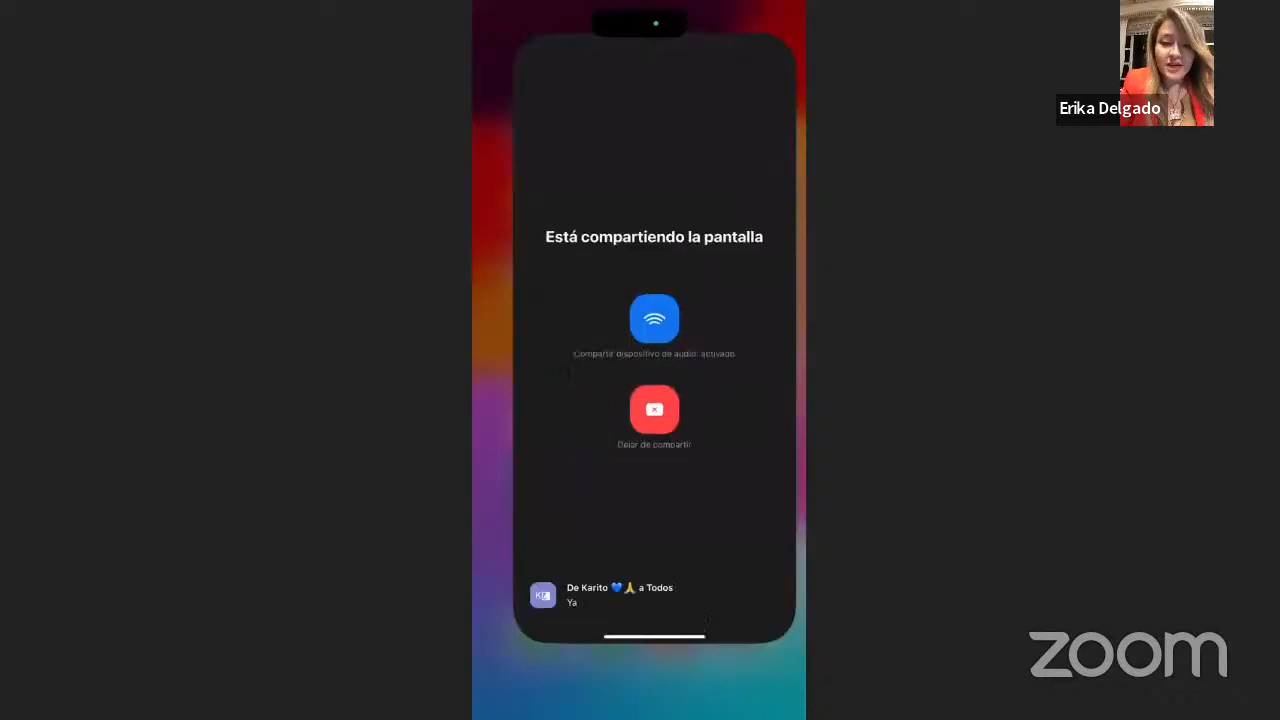 Erika Delgado
Está compartiendo la pantalla
Compartir dispositivo de audio: activado
Dejar de compartir
De Karito 💙🙏 a Todos
Ya
zoom